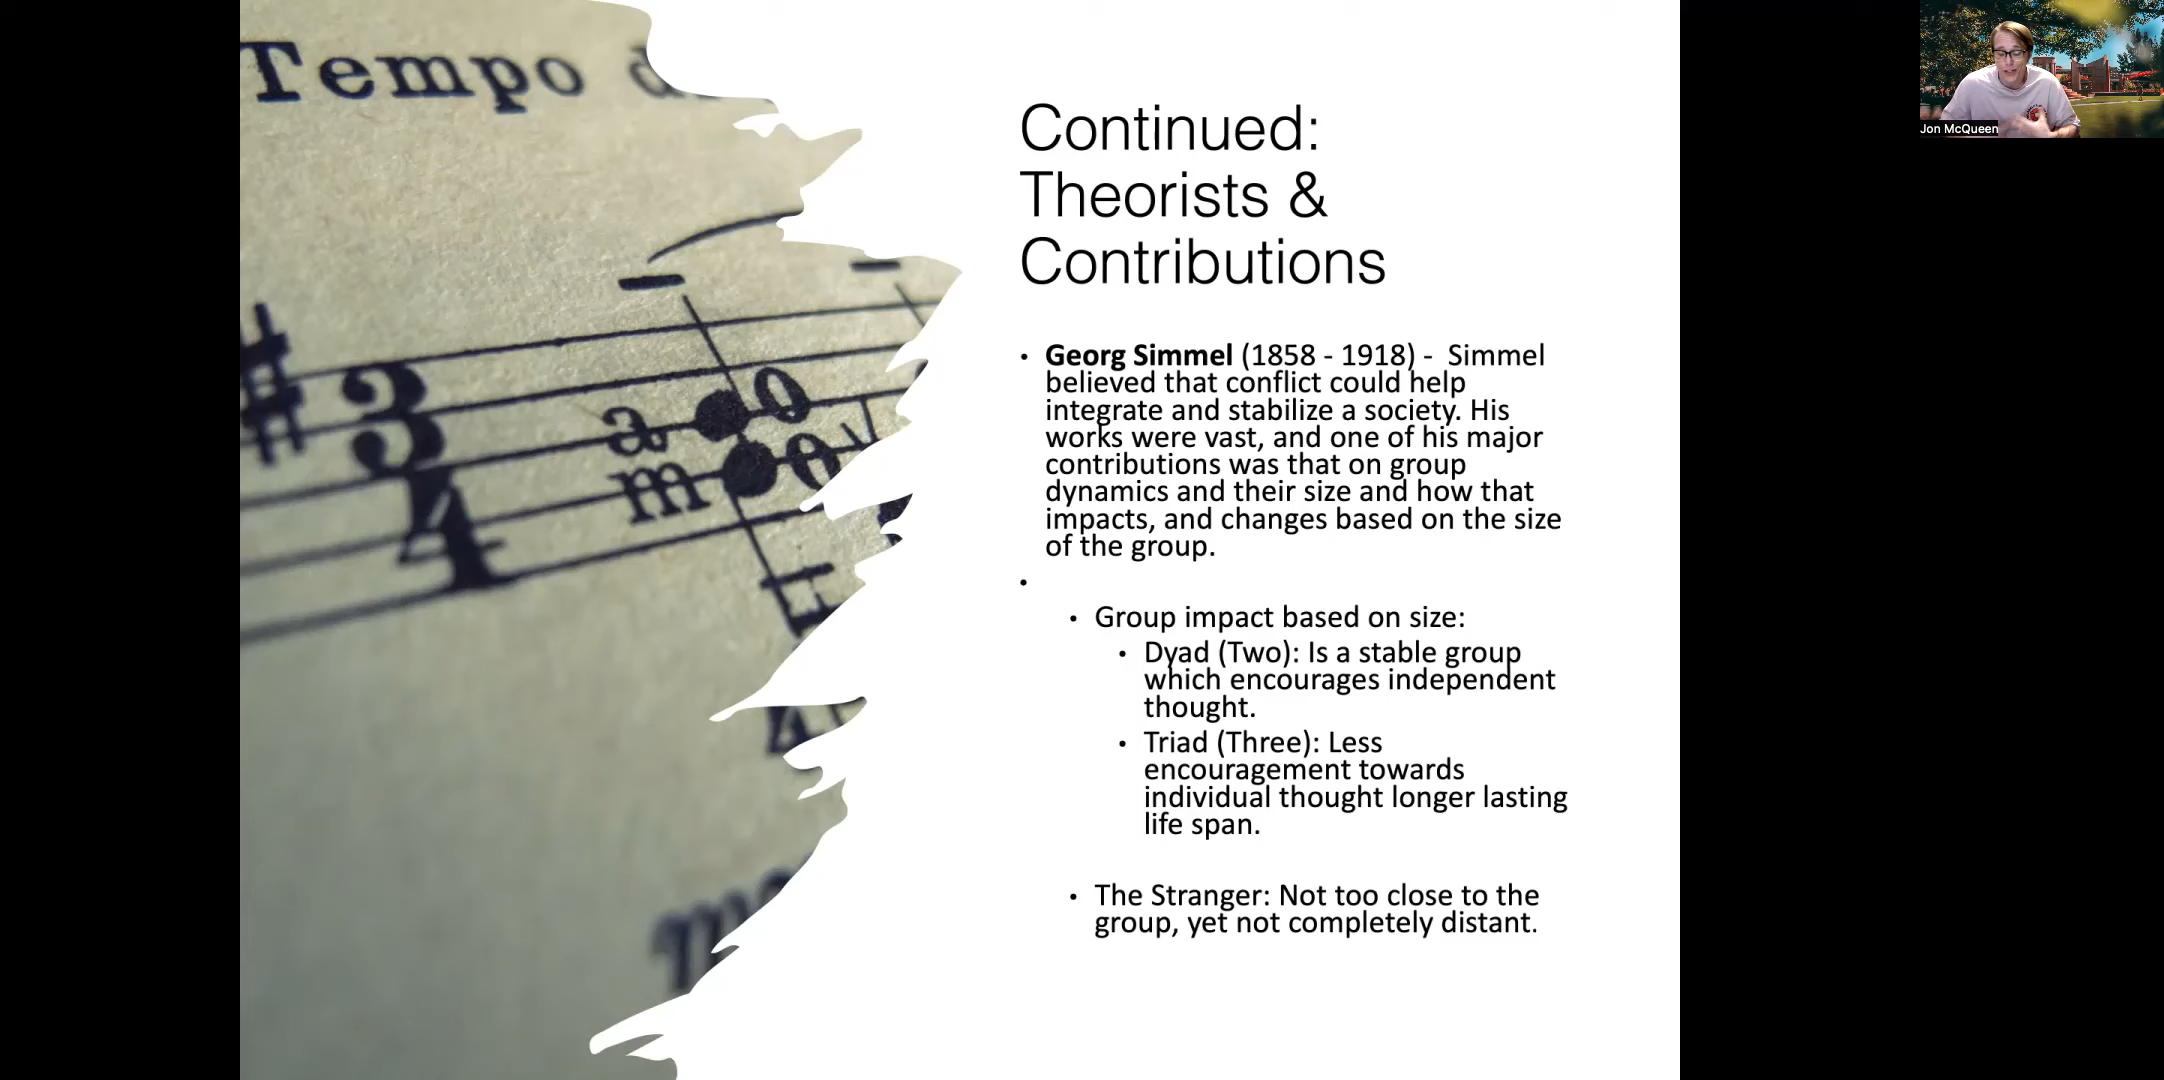 Tempo d
3
4
a
m
Continued:
Theorists &
Contributions
• Georg Simmel (1858 - 1918) - Simmel
believed that conflict could help
integrate and stabilize a society. His
works were vast, and one of his major
contributions was that on group
dynamics and their size and how that
impacts, and changes based on the size
of the group.
•
• Group impact based on size:
• Dyad (Two): Is a stable group
which encourages independent
thought.
• Triad (Three): Less
encouragement towards
individual thought longer lasting
life span.
• The Stranger: Not too close to the
group, yet not completely distant.
Jon McQueen